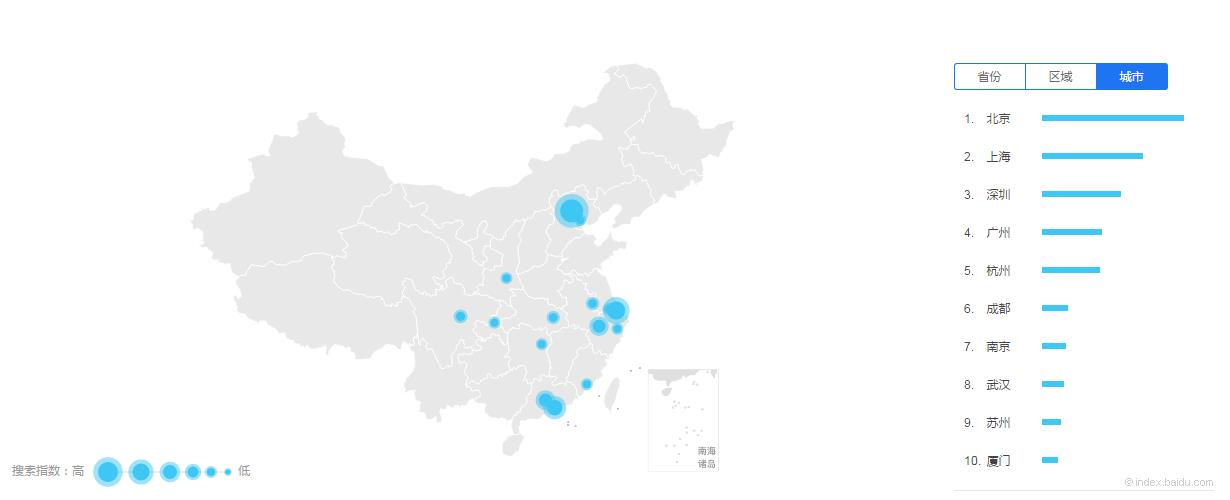 省份 区域 城市
1. 北京
2. 上海
3. 深圳
4. 广州
5. 杭州
6. 成都
7. 南京
8. 武汉
9. 苏州
10. 厦门
南海
诸岛
搜索指数：高 低
© index.baidu.com